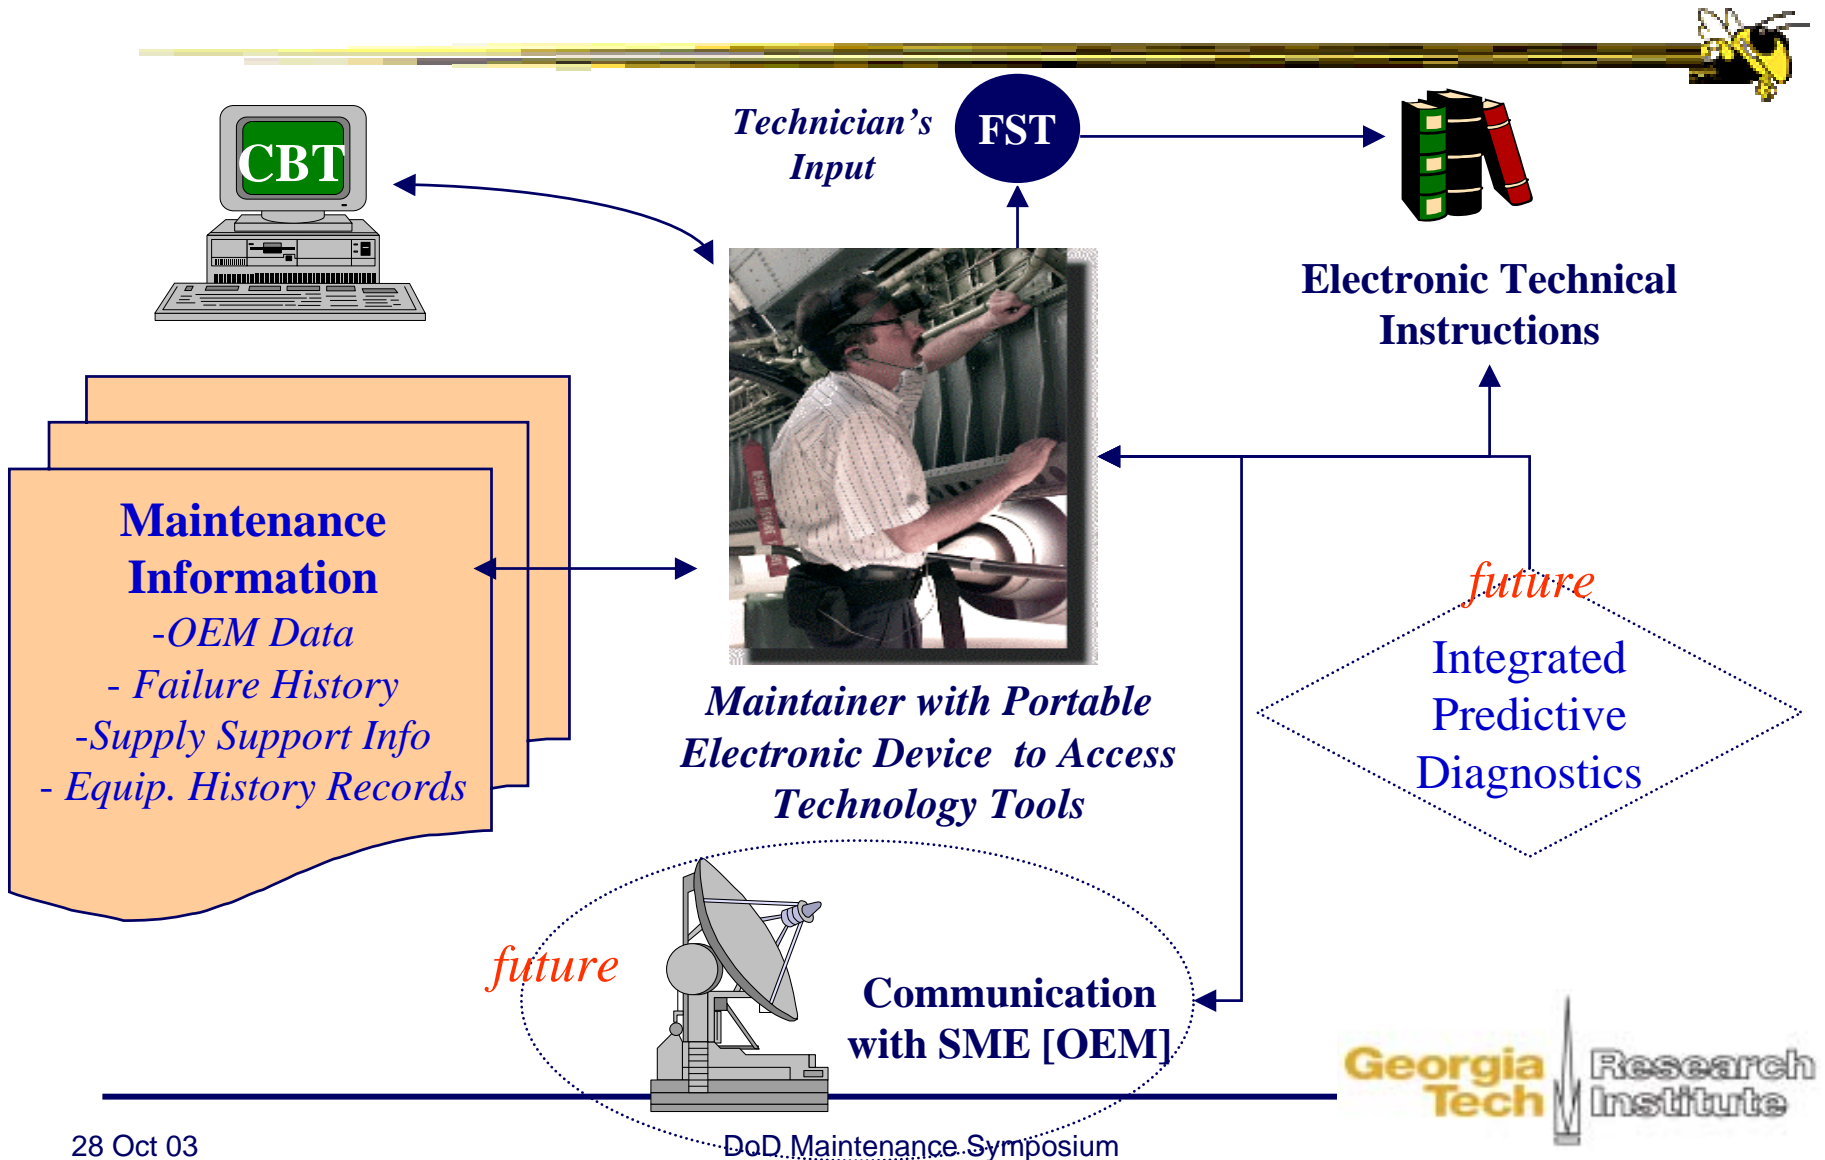 CBT
Technician's
Input
FST
Electronic Technical
Instructions
Maintenance
Information
-OEM Data
- Failure History
-Supply Support Info
- Equip. History Records
Maintainer with Portable
Electronic Device to Access
Technology Tools
future
Integrated
Predictive
Diagnostics
future
Communication
with SME [OEM]
Georgia
Tech
Research
Institute
28 Oct 03
DoD Maintenance Symposium